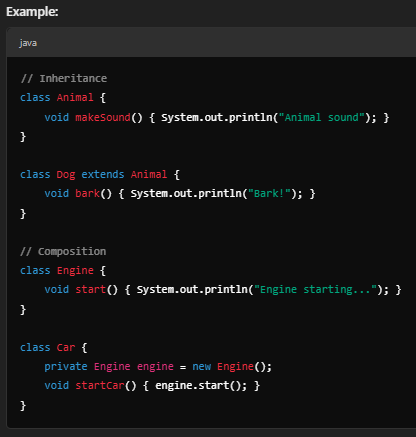 Example:
java
// Inheritance
class Animal {
    void makeSound() { System.out.println("Animal sound"); }
}

class Dog extends Animal {
    void bark() { System.out.println("Bark!"); }
}

// Composition
class Engine {
    void start() { System.out.println("Engine starting..."); }
}

class Car {
    private Engine engine = new Engine();
    void startCar() { engine.start(); }
}